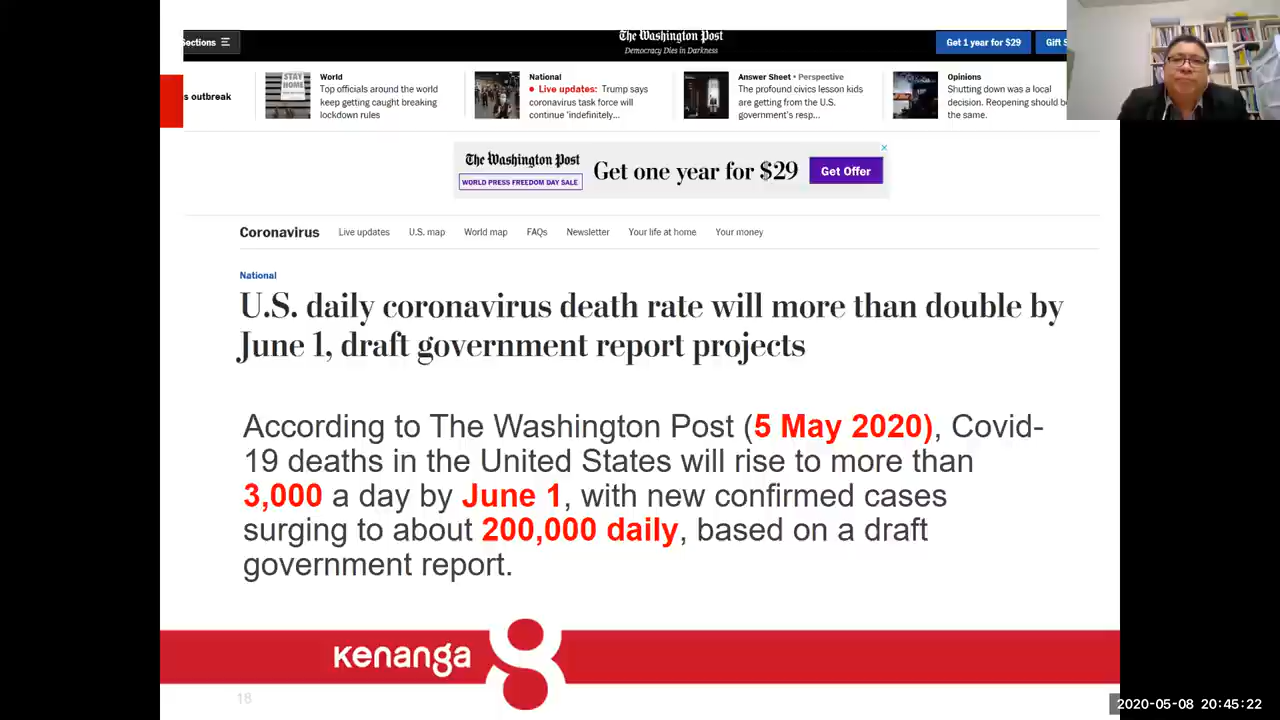 Sections
The Washington Post
Democracy Dies in Darkness
Get 1 year for $29
Gift S
s outbreak
STAY HOME
World
Top officials around the world
keep getting caught breaking
lockdown rules
National
Live updates: Trump says
coronavirus task force will
continue 'indefinitely...
Answer Sheet • Perspective
The profound civics lesson kids
are getting from the U.S.
government's resp...
Opinions
Shutting down was a local
decision. Reopening should be
the same.
The Washington Post
WORLD PRESS FREEDOM DAY SALE
Get one year for $29
Get Offer
Coronavirus
Live updates
U.S. map
World map
FAQs
Newsletter
Your life at home
Your money
National
U.S. daily coronavirus death rate will more than double by
June 1, draft government report projects
According to The Washington Post (5 May 2020), Covid-
19 deaths in the United States will rise to more than
3,000 a day by June 1, with new confirmed cases
surging to about 200,000 daily, based on a draft
government report.
kenanga
18
2020-05-08 20:45:22